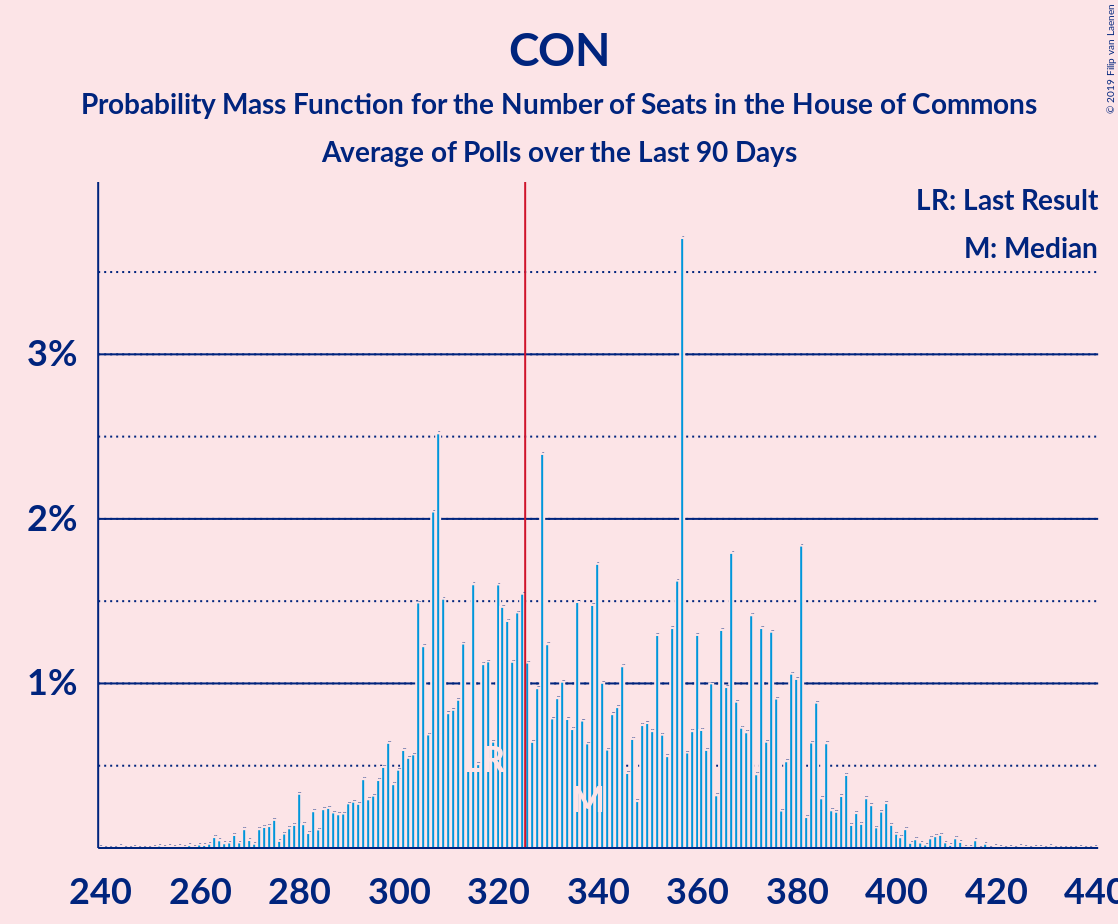 © 2019 Filip van Laenen
CON
Probability Mass Function for the Number of Seats in the House of Commons
Average of Polls over the Last 90 Days
LR: Last Result
M: Median
3%
2%
1%
LR
M
240 260 280 300 320 340 360 380 400 420 440